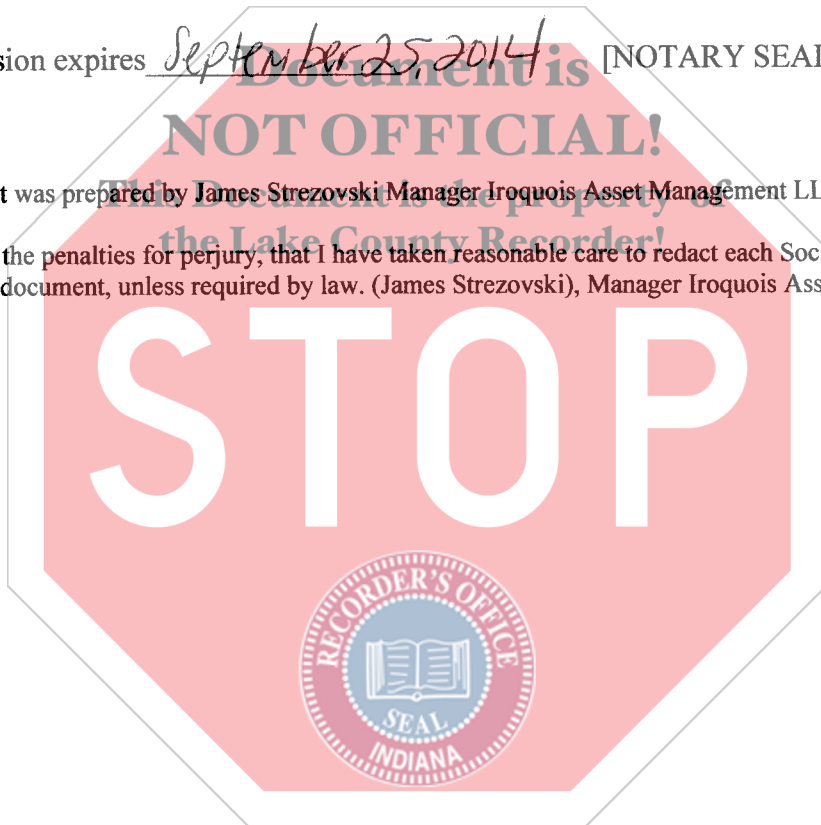 sion expires September 25, 2014 [NOTARY SEAL
Document is
NOT OFFICIAL!
t was prepared by James Strezovski Manager Iroquois Asset Management LL
This Document is the property of
the Lake County Recorder!
the penalties for perjury, that I have taken reasonable care to redact each Soc
document, unless required by law. (James Strezovski), Manager Iroquois Ass
STOP
RECORDER'S OFFICE
SEAL
INDIANA